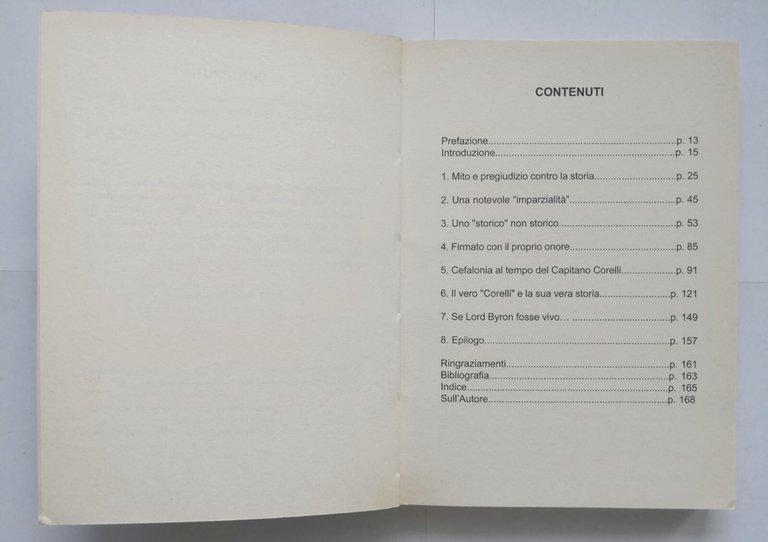 CONTENUTI
Prefazione......................................................................p. 13
Introduzione...................................................................p. 15
1. Mito e pregiudizio contro la storia...............................p. 25
2. Una notevole “imparzialità”........................................p. 45
3. Uno "storico" non storico............................................p. 53
4. Firmato con il proprio onore........................................p. 85
5. Cefalonia al tempo del Capitano Corelli....................p. 91
6. Il vero "Corelli" e la sua vera storia..........................p. 121
7. Se Lord Byron fosse vivo… .....................................p. 149
8. Epilogo.....................................................................p. 157
Ringraziamenti.............................................................p. 161
Bibliografia...................................................................p. 163
Indice...........................................................................p. 165
Sull'Autore...................................................................p. 168